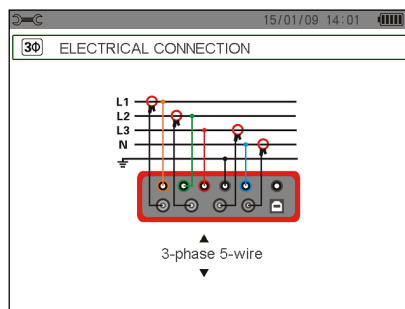 15/01/09 14:01
3Φ ELECTRICAL CONNECTION
L1
L2
L3
N
3-phase 5-wire